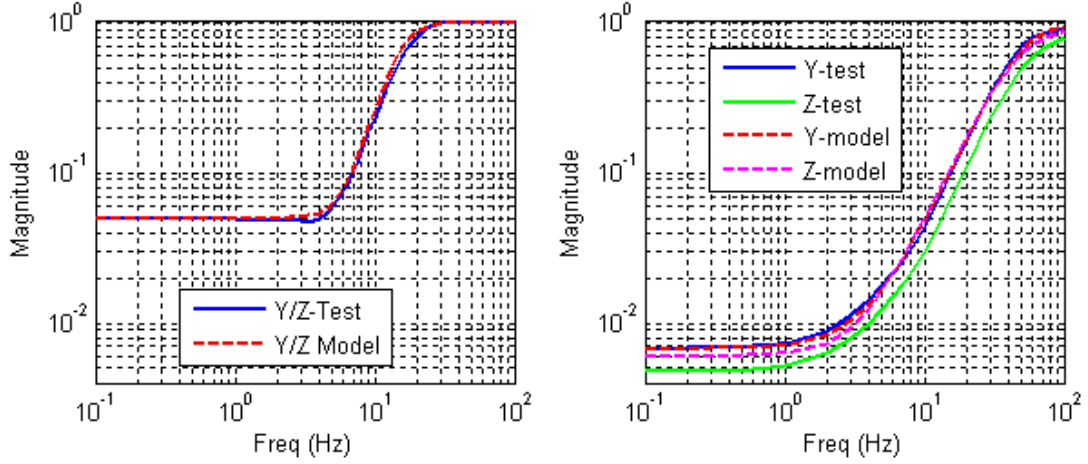 10^0
10^-1
10^-2
Magnitude
Y/Z-Test
Y/Z Model
10^-1
10^0
10^1
10^2
Freq (Hz)
10^0
10^-1
10^-2
Magnitude
Y-test
Z-test
Y-model
Z-model
10^-1
10^0
10^1
10^2
Freq (Hz)